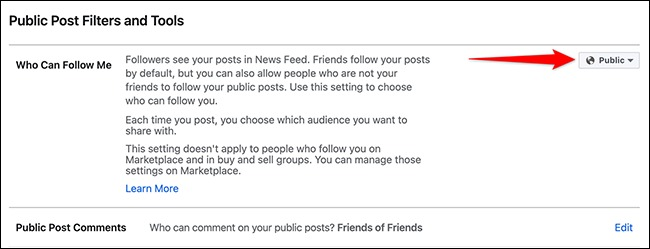 Public Post Filters and Tools
Who Can Follow Me
Followers see your posts in News Feed. Friends follow your posts
by default, but you can also allow people who are not your
friends to follow your public posts. Use this setting to choose
who can follow you.
Each time you post, you choose which audience you want to
share with.
This setting doesn't apply to people who follow you on
Marketplace and in buy and sell groups. You can manage those
settings on Marketplace.
Learn More
Public
Public Post Comments Who can comment on your public posts? Friends of Friends Edit